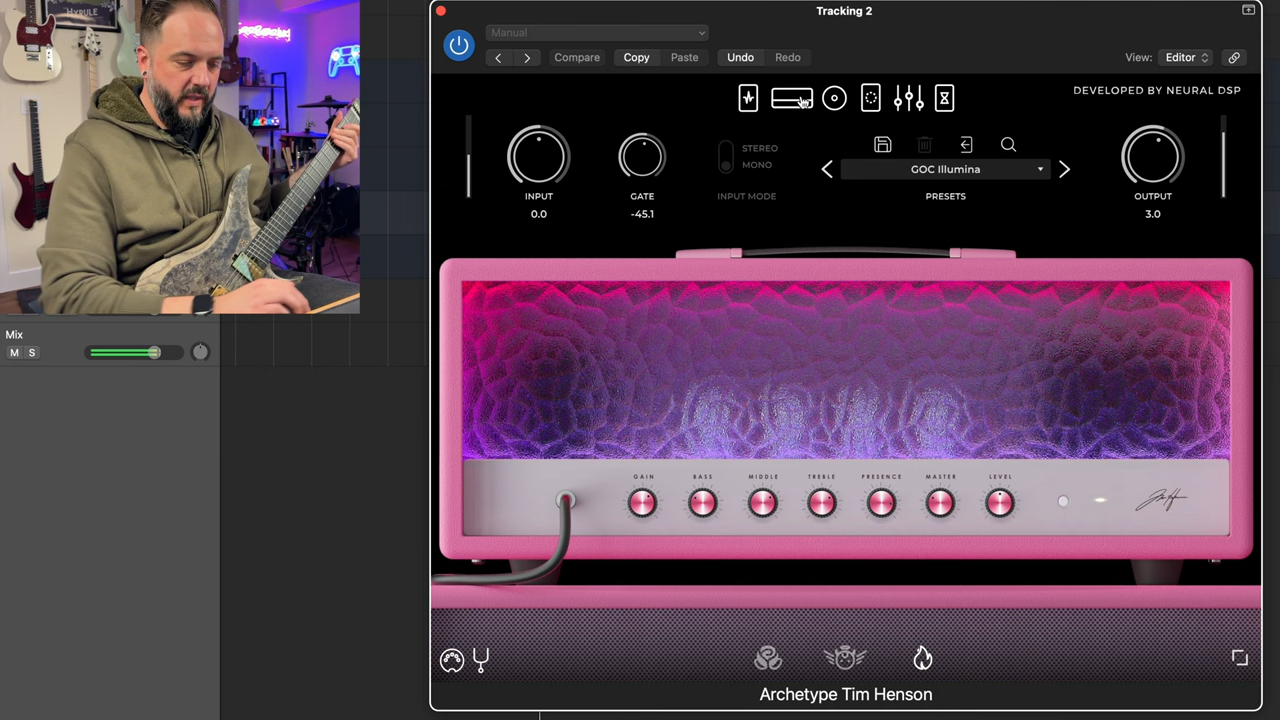 HYRULE
Tracking 2
Manual
Compare
Copy
Paste
Undo
Redo
View:
Editor
DEVELOPED BY NEURAL DSP
STEREO
MONO
GOC Illumina
INPUT
GATE
INPUT MODE
PRESETS
OUTPUT
0.0
-45.1
3.0
Mix
M S
GAIN
BASS
MIDDLE
TREBLE
PRESENCE
MASTER
LEVEL
Archetype Tim Henson